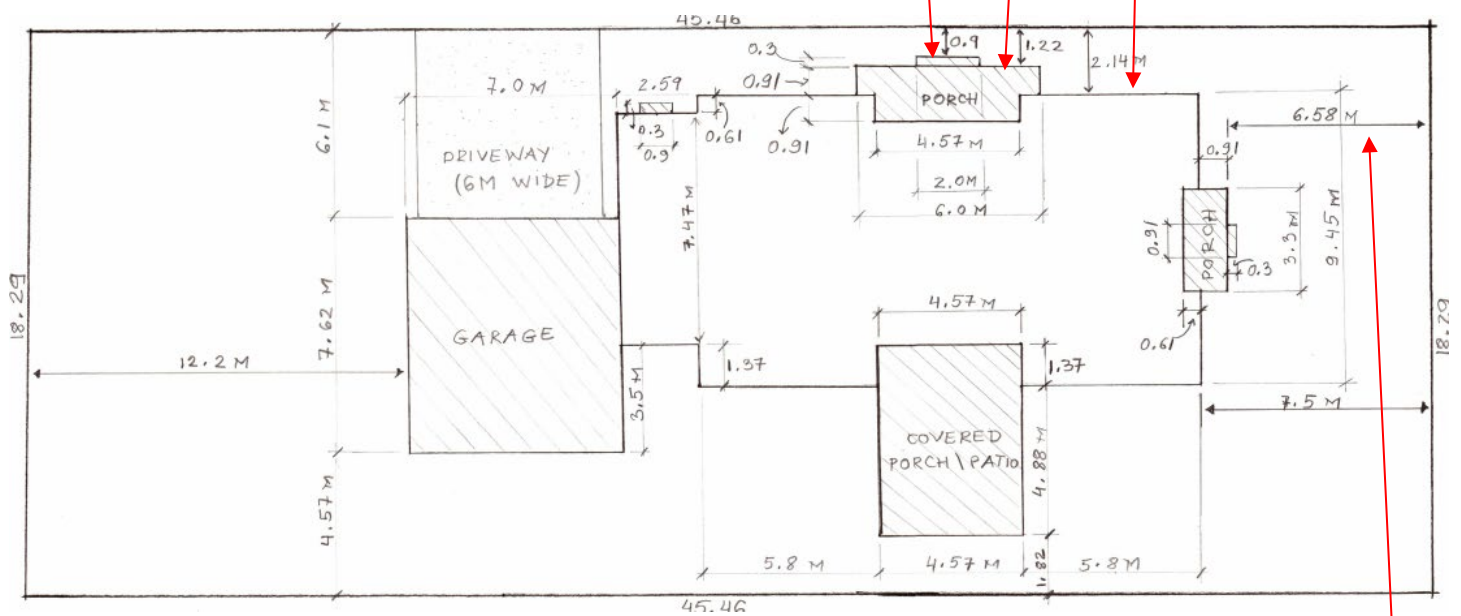 45.46
0.3
0.9
1.22
2.14M
7.0 M
2.59
0.91
PORCH
6.1 M
0.3
0.61
0.91
4.57 M
6.58 M
0.91
DRIVEWAY
(6M WIDE)
0.9
2.0M
6.0 M
7.47 M
0.91
PORCH
3.3 M
9.45 M
0.3
18.29
7.62 M
GARAGE
4.57 M
0.61
18.29
12.2 M
3.5 M
1.37
1.37
7.5 M
COVERED
PORCH\PATIO
4.88 M
4.57 M
5.8 M
4.57 M
1.82
5.8 M
45.46